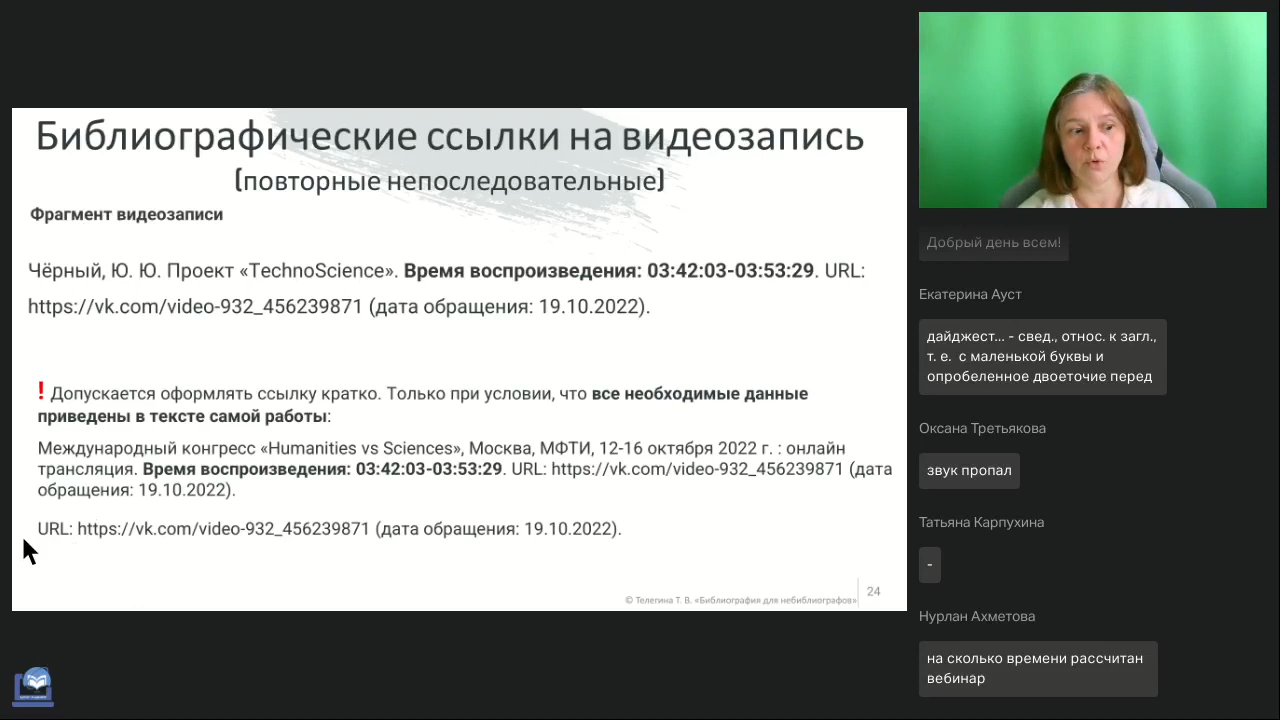 Библиографические ссылки на видеозапись
(повторные непоследовательные)
Фрагмент видеозаписи
Чёрный, Ю. Ю. Проект «TechnoScience». Время воспроизведения: 03:42:03-03:53:29. URL:
https://vk.com/video-932_456239871 (дата обращения: 19.10.2022).
! Допускается оформлять ссылку кратко. Только при условии, что все необходимые данные
приведены в тексте самой работы:
Международный конгресс «Humanities vs Sciences», Москва, МФТИ, 12-16 октября 2022 г. : онлайн
трансляция. Время воспроизведения: 03:42:03-03:53:29. URL: https://vk.com/video-932_456239871 (дата
обращения: 19.10.2022).
URL: https://vk.com/video-932_456239871 (дата обращения: 19.10.2022).
© Телегина Т. В. «Библиография для небиблиографов»
24
Добрый день всем!
Екатерина Ауст
дайджест... - свед., относ. к загл.,
т. е. с маленькой буквы и
опробеленное двоеточие перед
Оксана Третьякова
звук пропал
Татьяна Карпухина
-
Нурлан Ахметова
на сколько времени рассчитан
вебинар